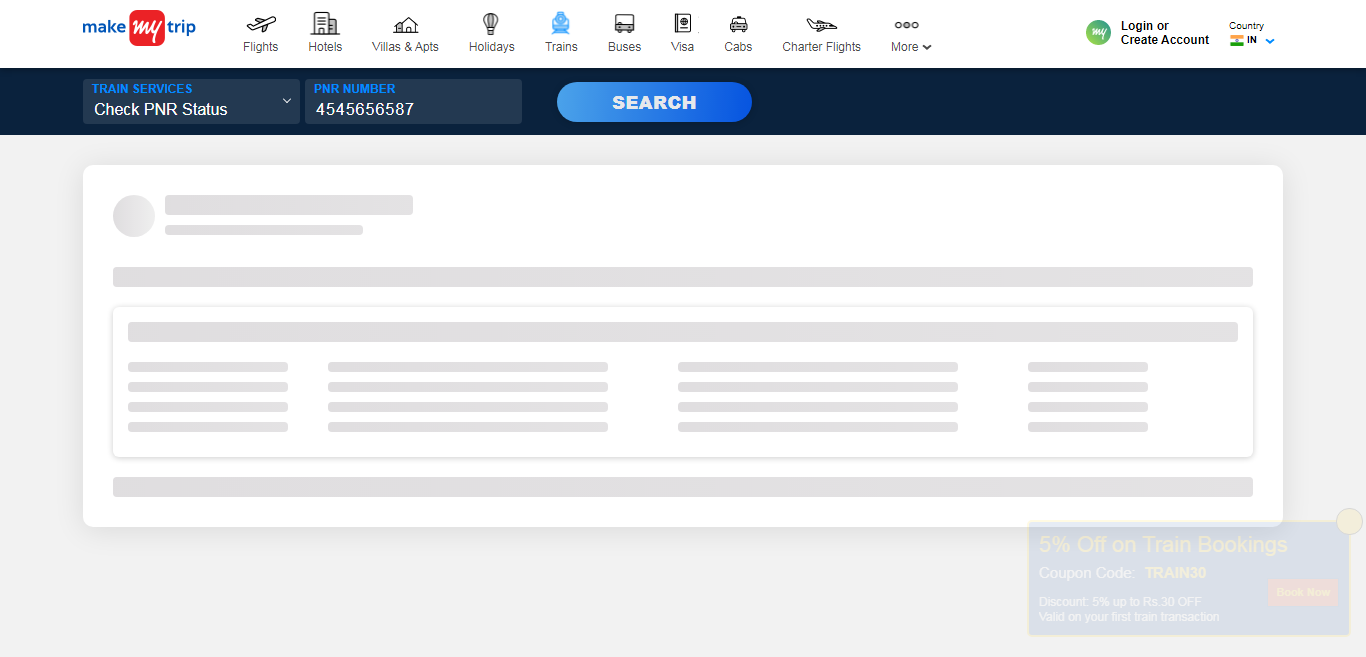 make my trip
Flights
Hotels
Villas & Apts
Holidays
Trains
Buses
Visa
Cabs
Charter Flights
More
my
Login or
Create Account
Country
IN
TRAIN SERVICES
Check PNR Status
PNR NUMBER
4545656587
SEARCH
5% Off on Train Bookings
Coupon Code: TRAIN30
Discount: 5% up to Rs.30 OFF
Valid on your first train transaction
Book Now